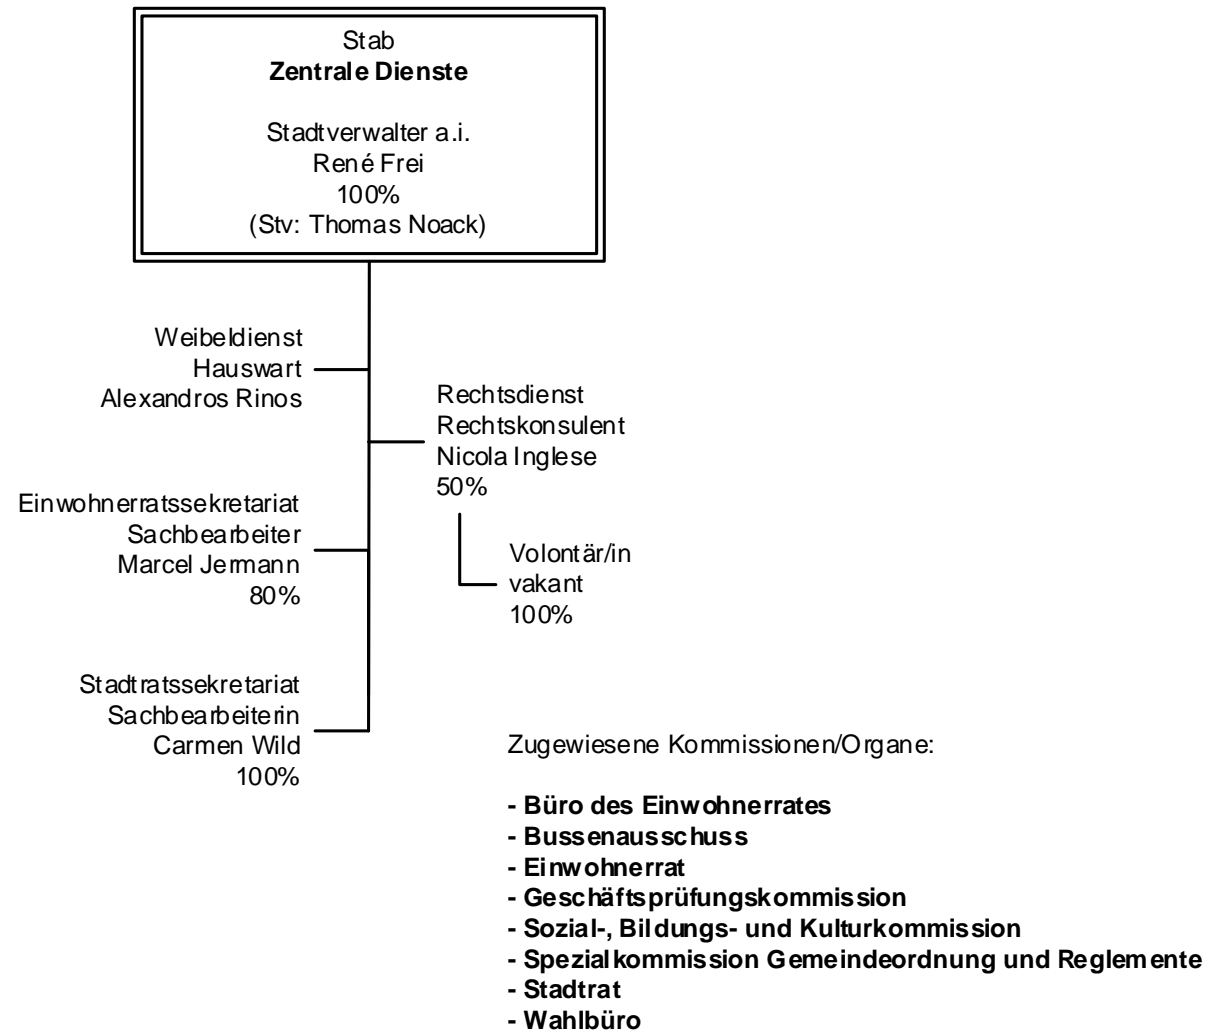 Stab
Zentrale Dienste
Stadtverwalter a.i.
René Frei
100%
(Stv: Thomas Noack)
Weibeldienst
Hauswart
Alexandros Rinos
Rechtsdienst
Rechtskonsulent
Nicola Inglese
50%
Einwohnerratssekretariat
Sachbearbeiter
Marcel Jermann
80%
Volontär/in
vakant
100%
Stadtratssekretariat
Sachbearbeiterin
Carmen Wild
100%
Zugewiesene Kommissionen/Organe:
- Büro des Einwohnerrates
- Bussenausschuss
- Einwohnerrat
- Geschäftsprüfungskommission
- Sozial-, Bildungs- und Kulturkommission
- Spezialkommission Gemeindeordnung und Reglemente
- Stadtrat
- Wahlbüro